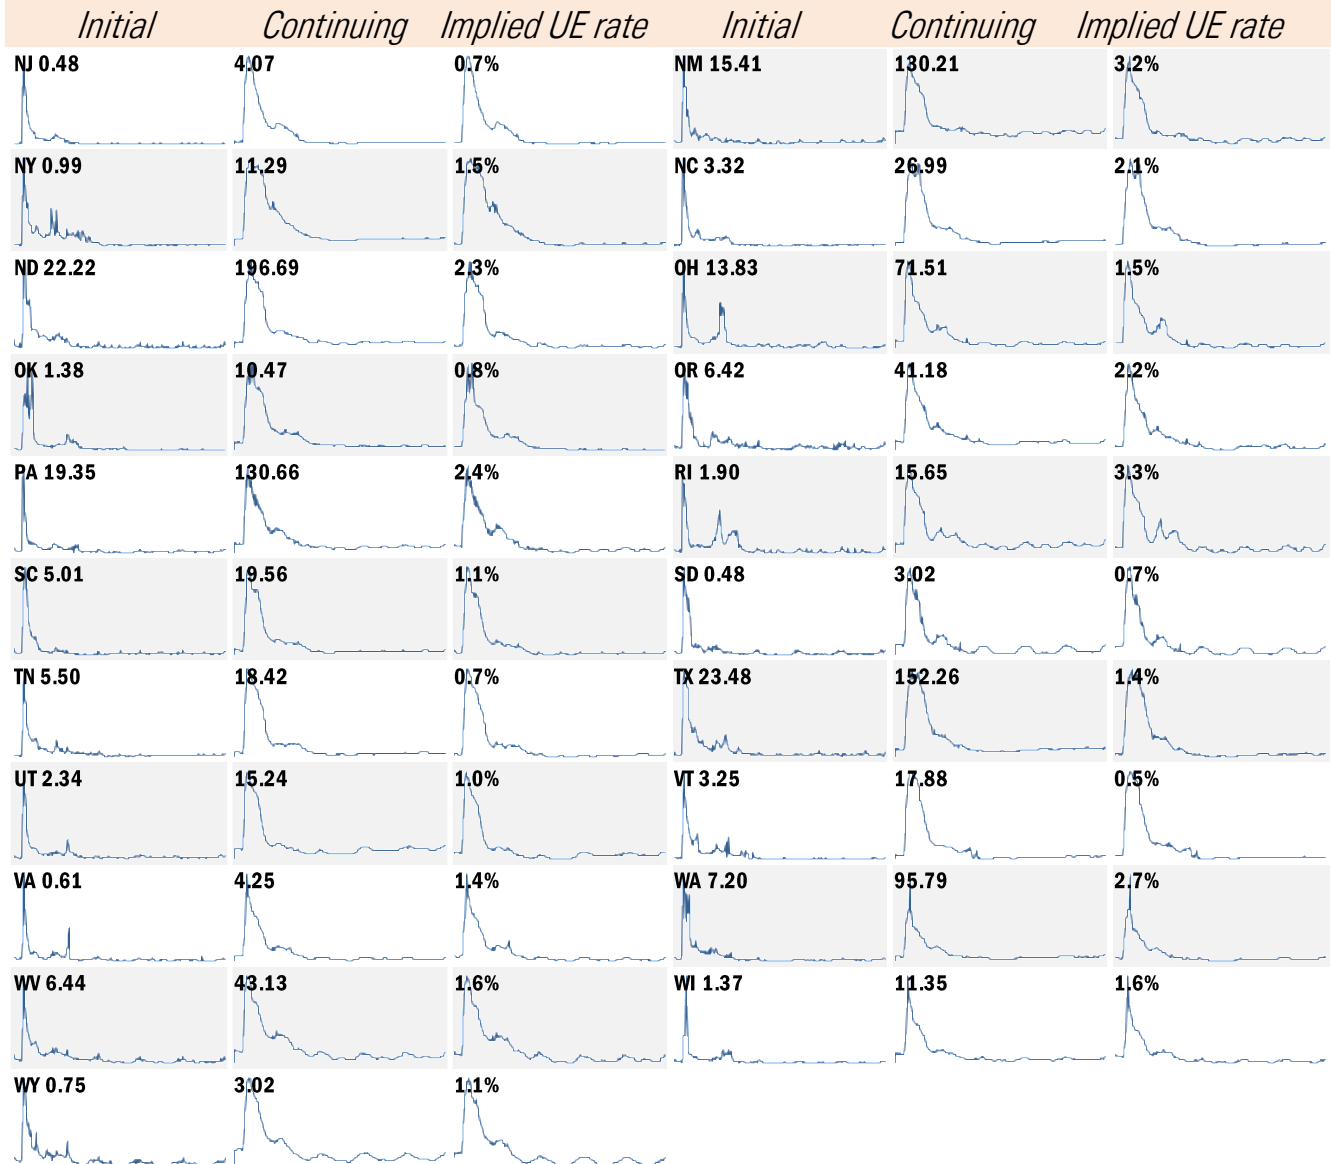 Initial Continuing Implied UE rate Initial Continuing Implied UE rate
NJ 0.48 4.07 0.7% NM 15.41 130.21 3.2%
NY 0.99 11.29 1.5% NC 3.32 26.99 2.1%
ND 22.22 196.69 2.3% OH 13.83 71.51 1.5%
OK 1.38 10.47 0.8% OR 6.42 41.18 2.2%
PA 19.35 130.66 2.4% RI 1.90 15.65 3.3%
SC 5.01 19.56 1.1% SD 0.48 3.02 0.7%
TN 5.50 18.42 0.7% TX 23.48 152.26 1.4%
UT 2.34 15.24 1.0% VT 3.25 17.88 0.5%
VA 0.61 4.25 1.4% WA 7.20 95.79 2.7%
WV 6.44 43.13 1.6% WI 1.37 11.35 1.6%
WY 0.75 3.02 1.1%